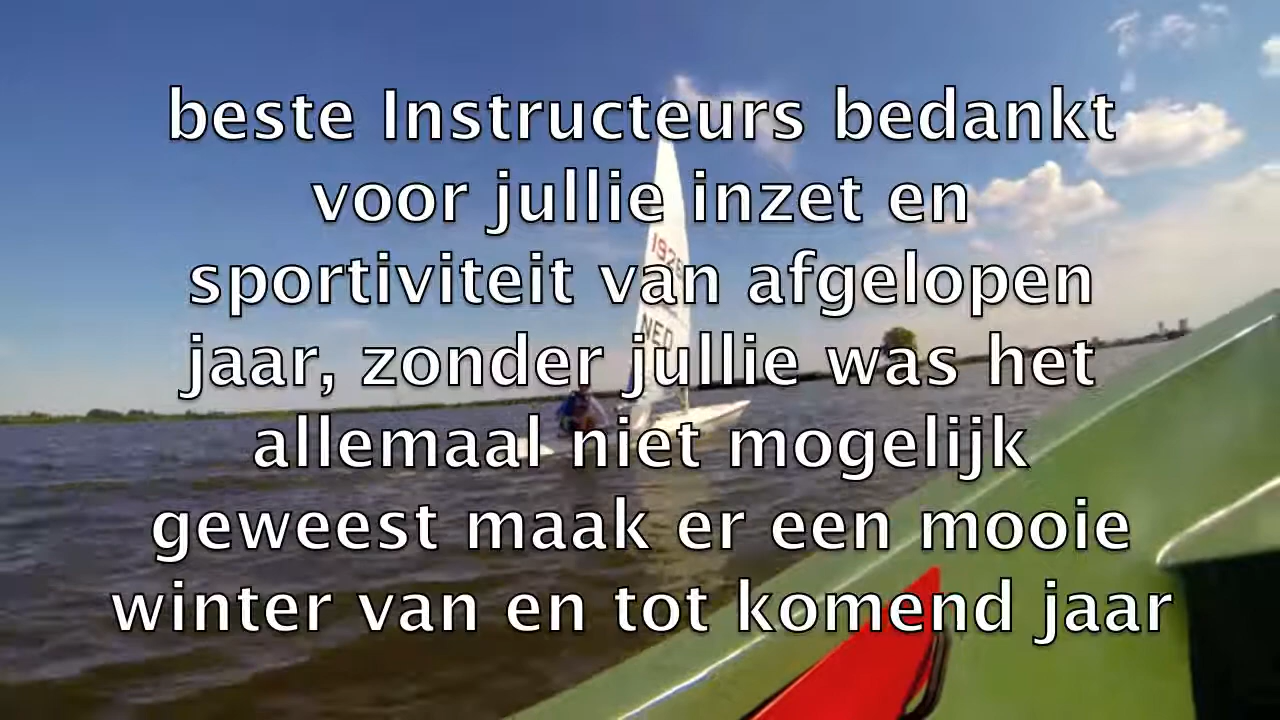 beste Instructeurs bedankt
voor jullie inzet en
sportiviteit van afgelopen
jaar, zonder jullie was het
allemaal niet mogelijk
geweest maak er een mooie
winter van en tot komend jaar
NED